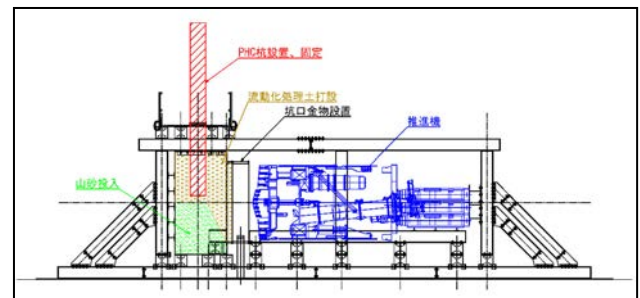 PHC杭設置、固定
流動化処理土打設
坑口金物設置
推進機
山砂投入